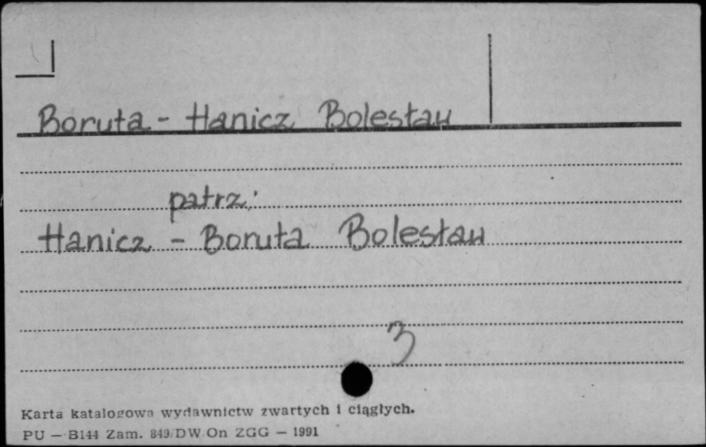 Boruta - Hanicz Bolesław
patrz:
Hanicz - Boruta Bolesław
3
Karta katalogowa wydawnictw zwartych i ciągłych.
PU — B144 Zam. 849/DW/On ZGG — 1991